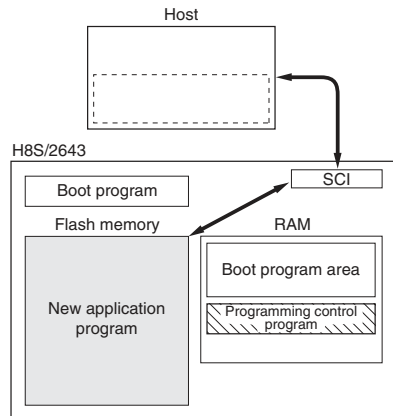 Host
H8S/2643
SCI
Boot program
Flash memory
RAM
Boot program area
New application
program
Programming control
program